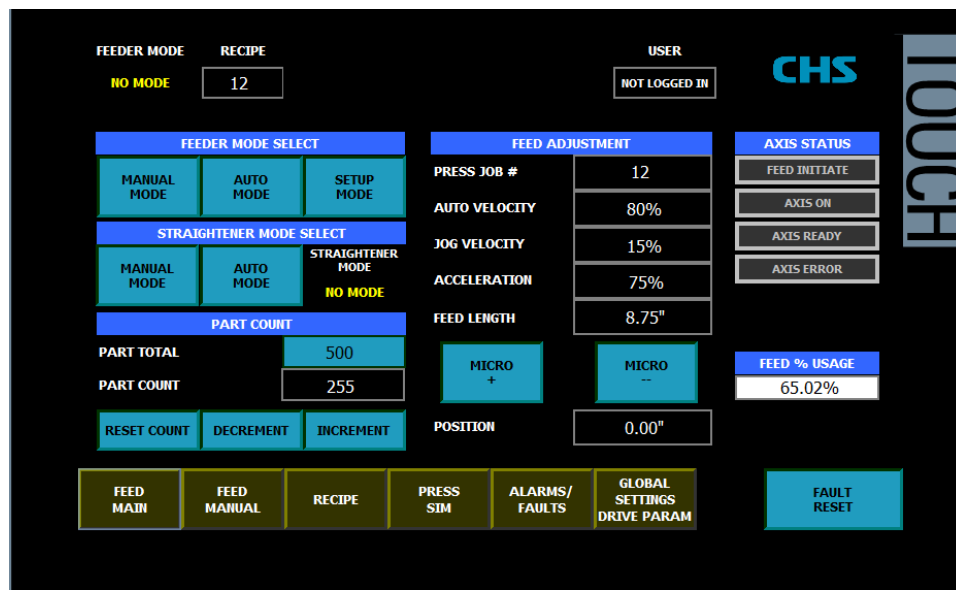 FEEDER MODE RECIPE USER
NO MODE 12 NOT LOGGED IN
CHS
TOUCH
FEEDER MODE SELECT
MANUAL MODE
AUTO MODE
SETUP MODE
STRAIGHTENER MODE SELECT
MANUAL MODE
AUTO MODE
STRAIGHTENER MODE
NO MODE
PART COUNT
PART TOTAL 500
PART COUNT 255
RESET COUNT DECREMENT INCREMENT
FEED ADJUSTMENT
PRESS JOB # 12
AUTO VELOCITY 80%
JOG VELOCITY 15%
ACCELERATION 75%
FEED LENGTH 8.75"
MICRO +
MICRO --
POSITION 0.00"
AXIS STATUS
FEED INITIATE
AXIS ON
AXIS READY
AXIS ERROR
FEED % USAGE
65.02%
FEED MAIN
FEED MANUAL
RECIPE
PRESS SIM
ALARMS/ FAULTS
GLOBAL SETTINGS DRIVE PARAM
FAULT RESET